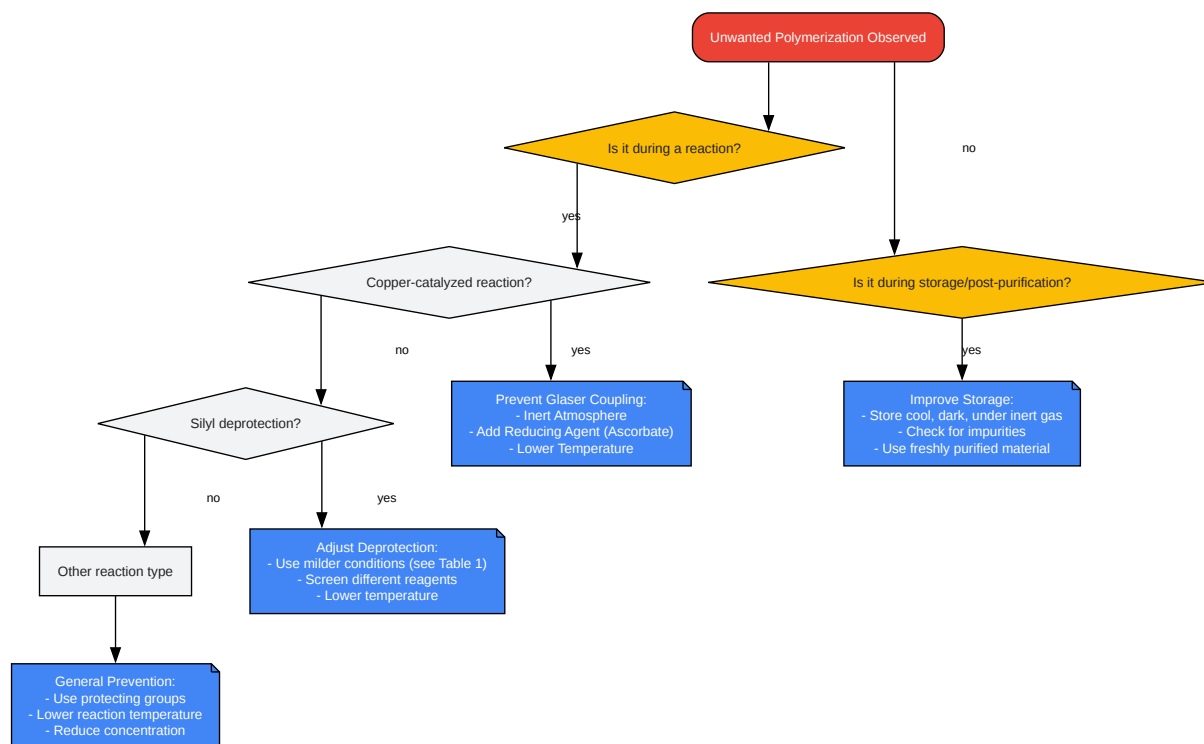 Unwanted Polymerization Observed
Is it during a reaction?
no
yes
Copper-catalyzed reaction?
Is it during storage/post-purification?
no
yes
yes
Prevent Glaser Coupling:
- Inert Atmosphere
- Add Reducing Agent (Ascorbate)
- Lower Temperature
Improve Storage:
- Store cool, dark, under inert gas
- Check for impurities
- Use freshly purified material
Silyl deprotection?
no
yes
Other reaction type
Adjust Deprotection:
- Use milder conditions (see Table 1)
- Screen different reagents
- Lower temperature
General Prevention:
- Use protecting groups
- Lower reaction temperature
- Reduce concentration